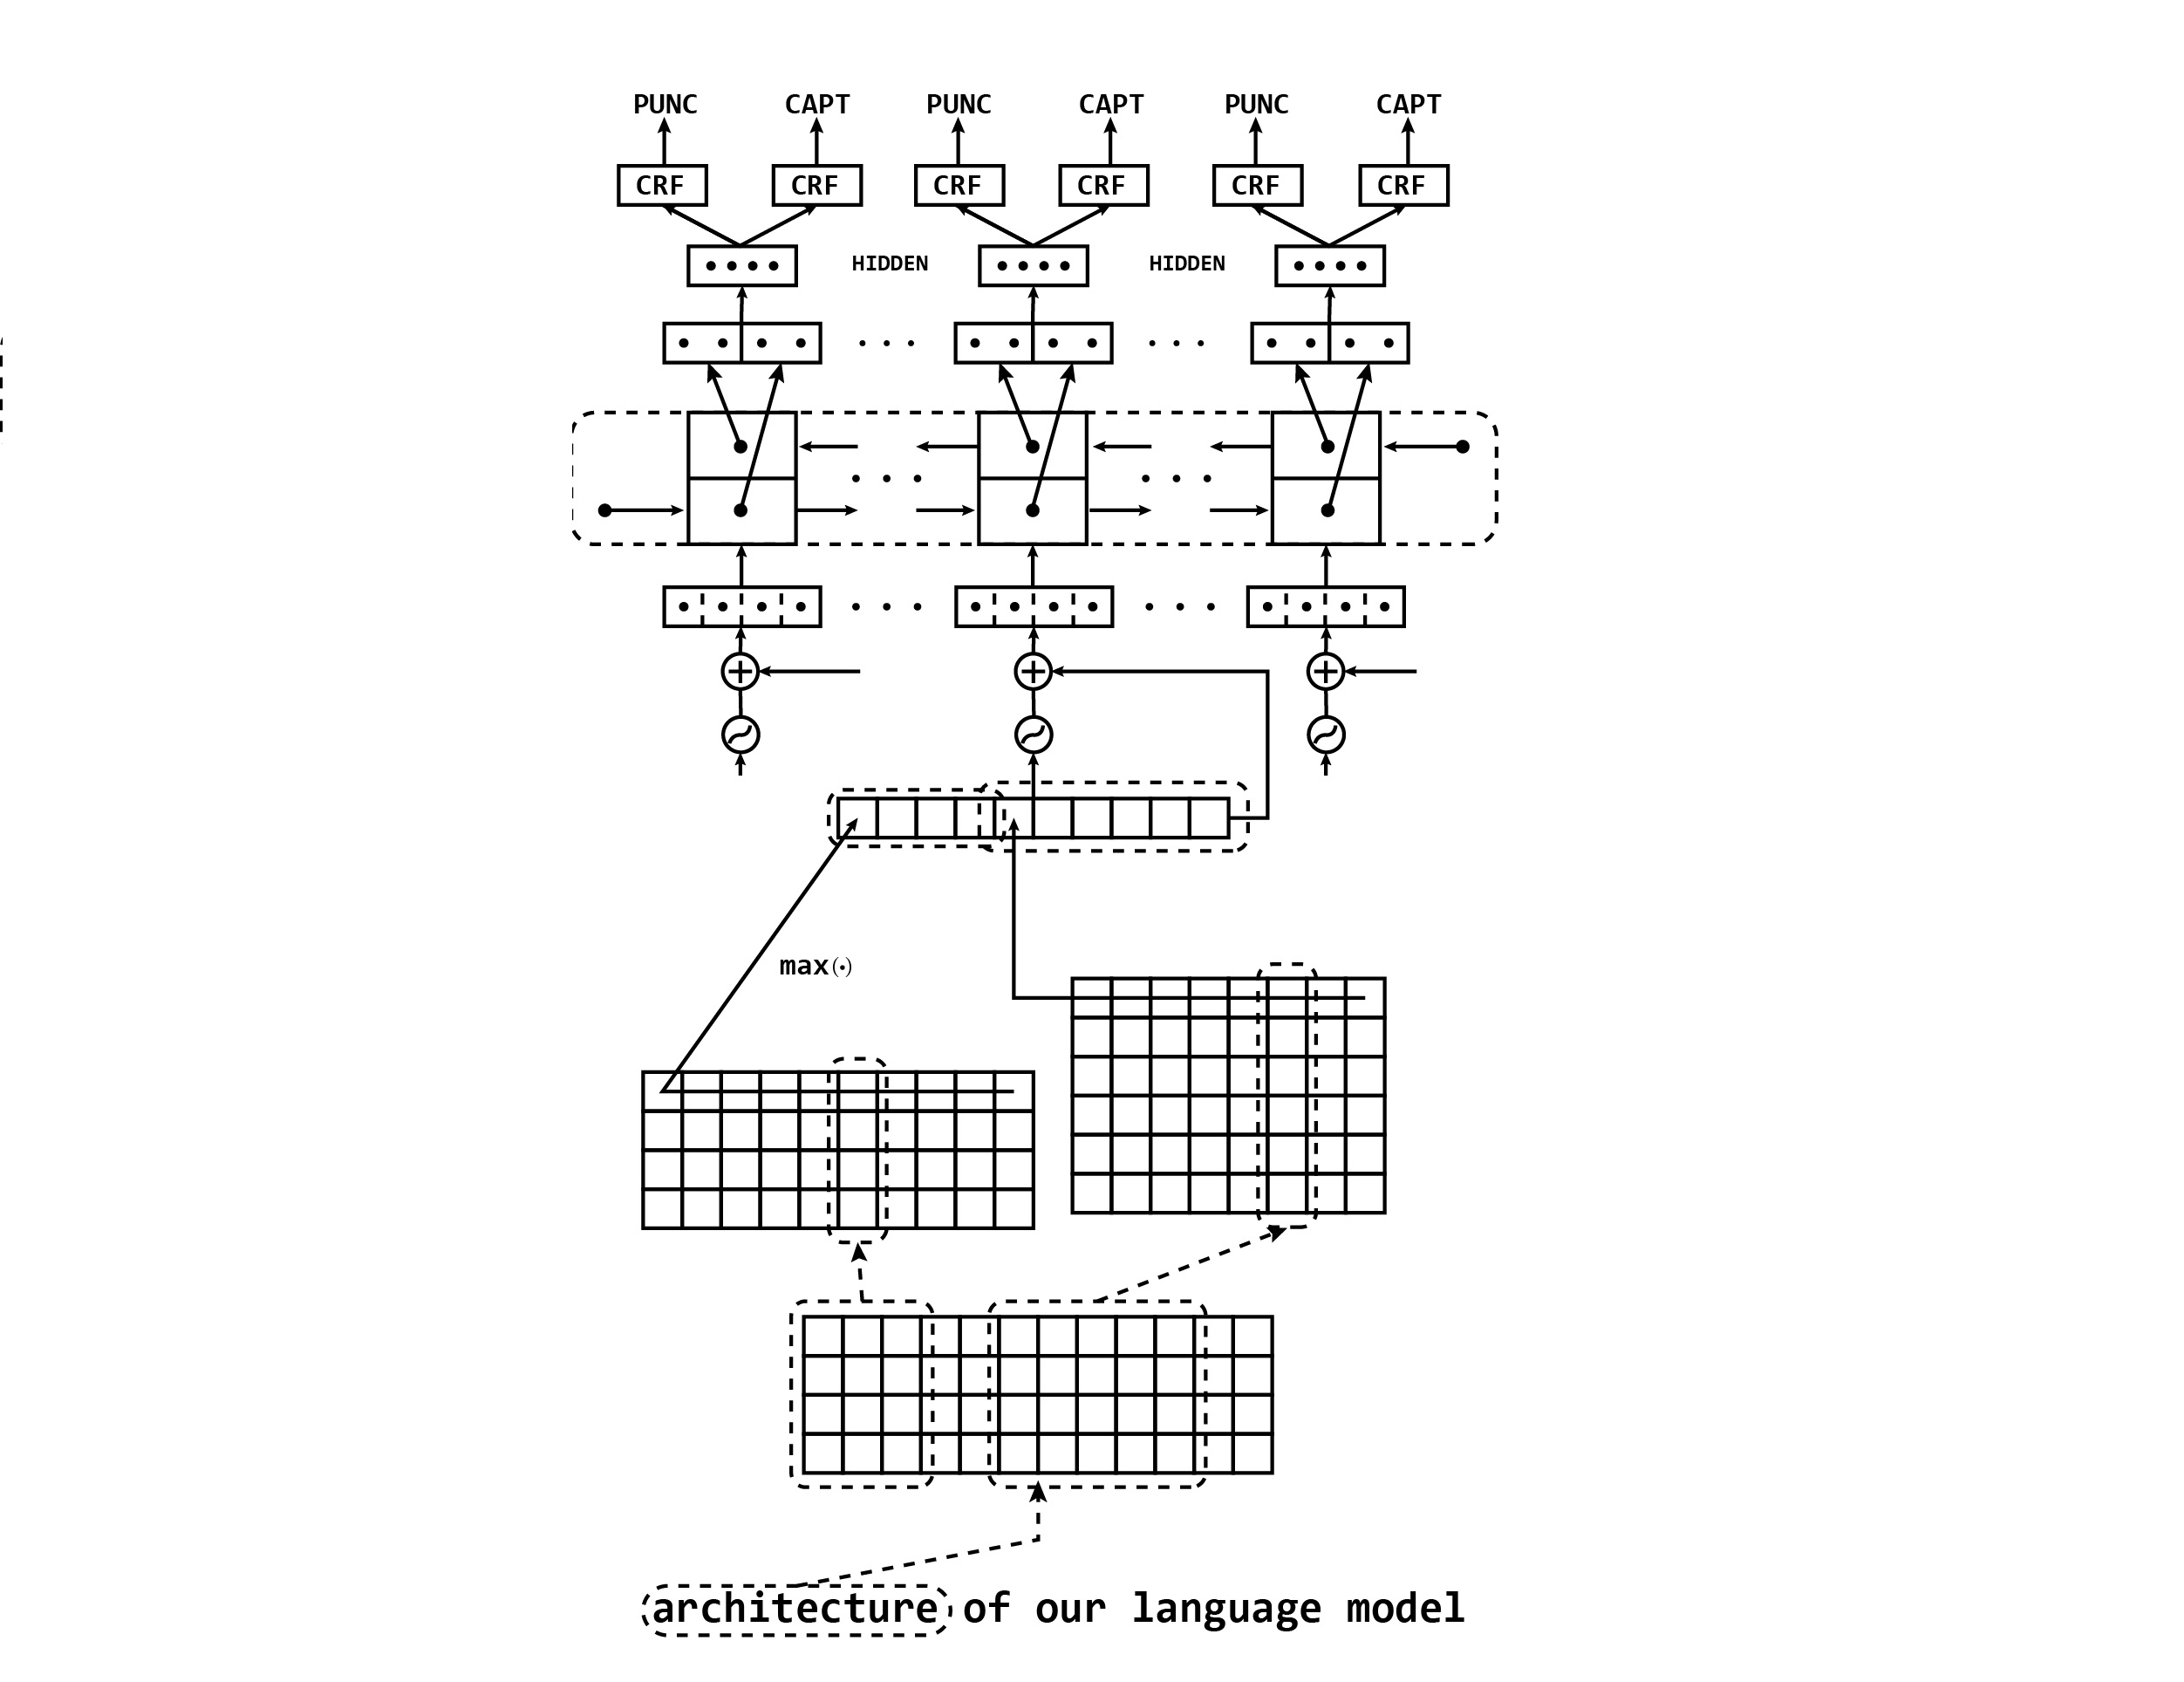 PUNC CAPT PUNC CAPT PUNC CAPT
CRF CRF CRF CRF CRF CRF
HIDDEN HIDDEN
max(·)
architecture of our language model